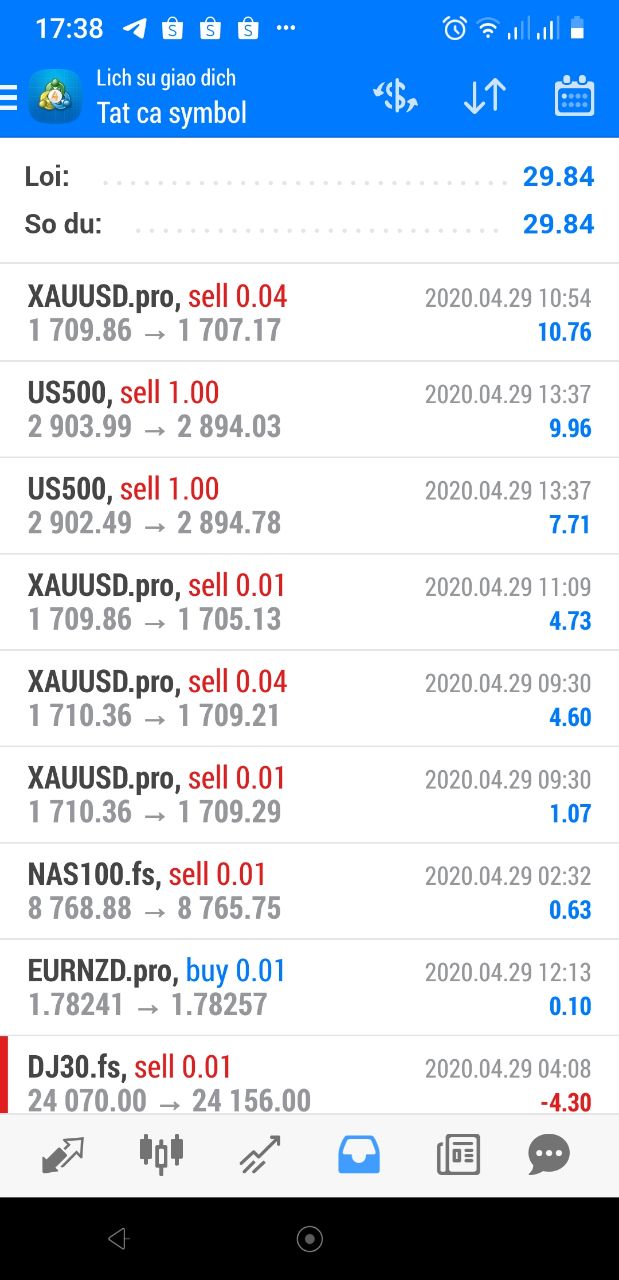 17:38
Lich su giao dich
Tat ca symbol
Loi: 29.84
So du: 29.84
XAUUSD.pro, sell 0.04 2020.04.29 10:54
1 709.86 → 1 707.17 10.76
US500, sell 1.00 2020.04.29 13:37
2 903.99 → 2 894.03 9.96
US500, sell 1.00 2020.04.29 13:37
2 902.49 → 2 894.78 7.71
XAUUSD.pro, sell 0.01 2020.04.29 11:09
1 709.86 → 1 705.13 4.73
XAUUSD.pro, sell 0.04 2020.04.29 09:30
1 710.36 → 1 709.21 4.60
XAUUSD.pro, sell 0.01 2020.04.29 09:30
1 710.36 → 1 709.29 1.07
NAS100.fs, sell 0.01 2020.04.29 02:32
8 768.88 → 8 765.75 0.63
EURNZD.pro, buy 0.01 2020.04.29 12:13
1.78241 → 1.78257 0.10
DJ30.fs, sell 0.01 2020.04.29 04:08
24 070.00 → 24 156.00 -4.30